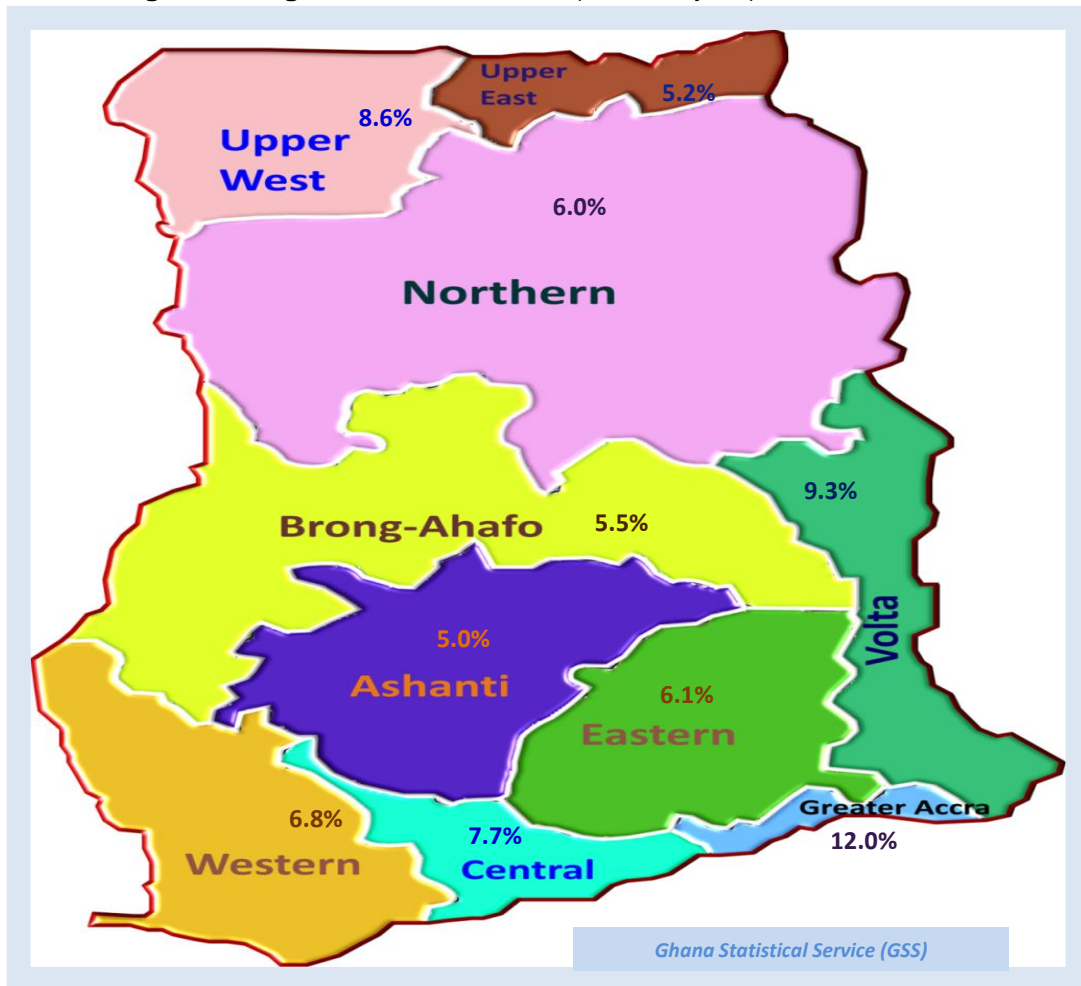 Upper
East
5.2%
8.6%
Upper
West
6.0%
Northern
9.3%
Brong-Ahafo
5.5%
Volta
5.0%
Ashanti
6.1%
Eastern
Greater Accra
12.0%
6.8%
Western
7.7%
Central
Ghana Statistical Service (GSS)